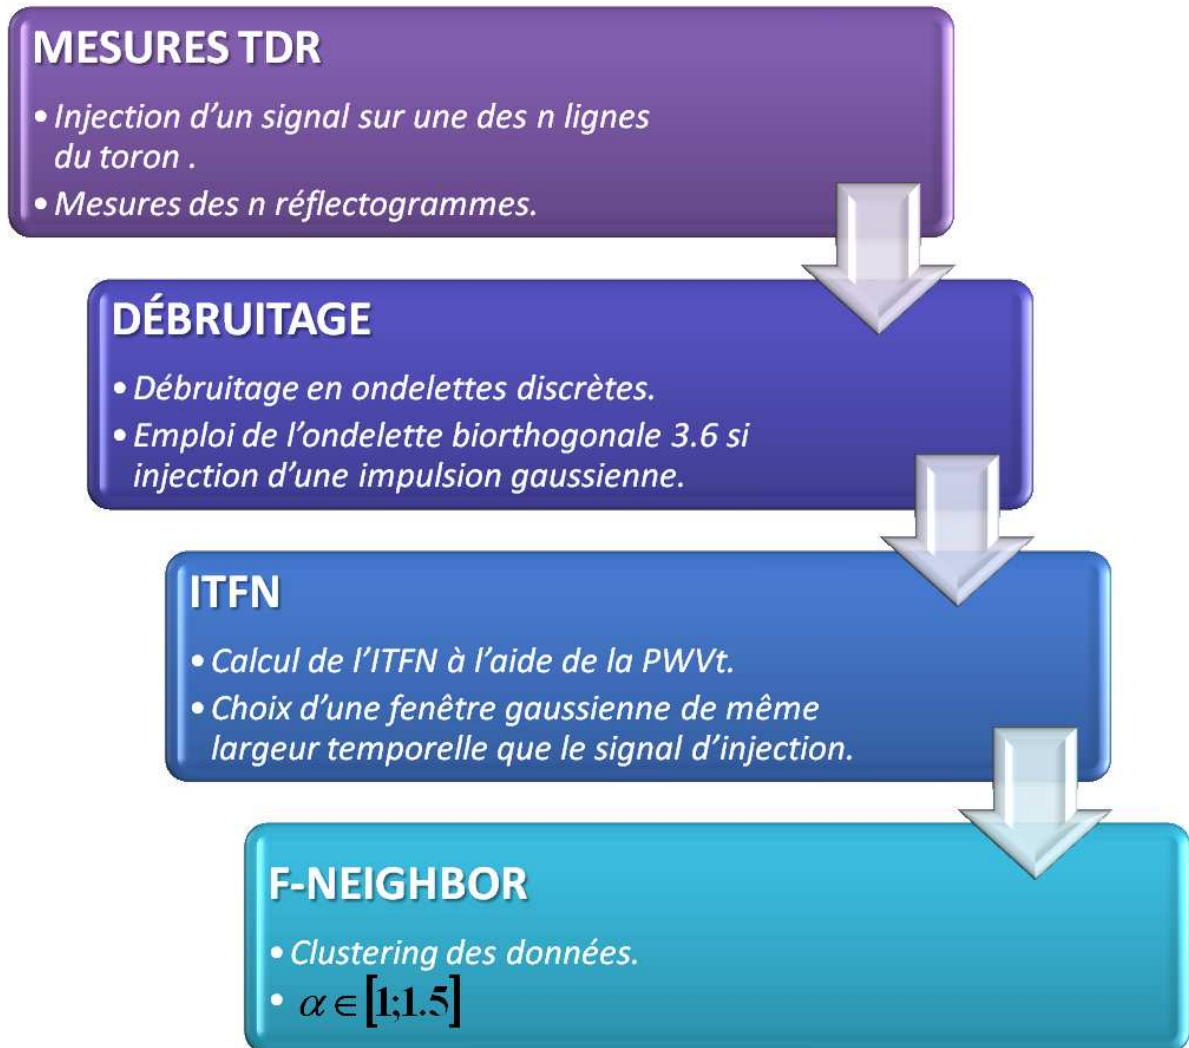 MESURES TDR
• Injection d'un signal sur une des n lignes
du toron .
• Mesures des n réflectogrammes.
DÉBRUITAGE
• Débruitage en ondelettes discrètes.
• Emploi de l'ondelette biorthogonale 3.6 si
injection d'une impulsion gaussienne.
ITFN
• Calcul de l'ITFN à l'aide de la PWVt.
• Choix d'une fenêtre gaussienne de même
largeur temporelle que le signal d'injection.
F-NEIGHBOR
• Clustering des données.
• α ∈ [1;1.5]